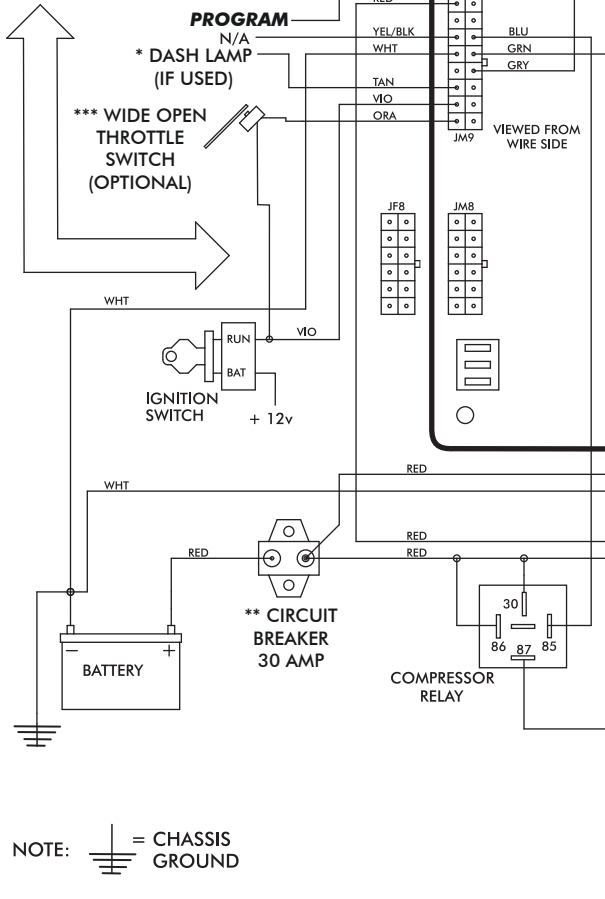 RED
PROGRAM
N/A
YEL/BLK
BLU
* DASH LAMP
(IF USED)
WHT
GRN
GRY
TAN
VIO
ORA
*** WIDE OPEN
THROTTLE
SWITCH
(OPTIONAL)
JM9
VIEWED FROM
WIRE SIDE
JF8
JM8
WHT
RUN
VIO
BAT
IGNITION
SWITCH
+ 12v
RED
WHT
RED
RED
RED
** CIRCUIT
BREAKER
30 AMP
30
86
87
85
COMPRESSOR
RELAY
− +
BATTERY
NOTE:
= CHASSIS
GROUND